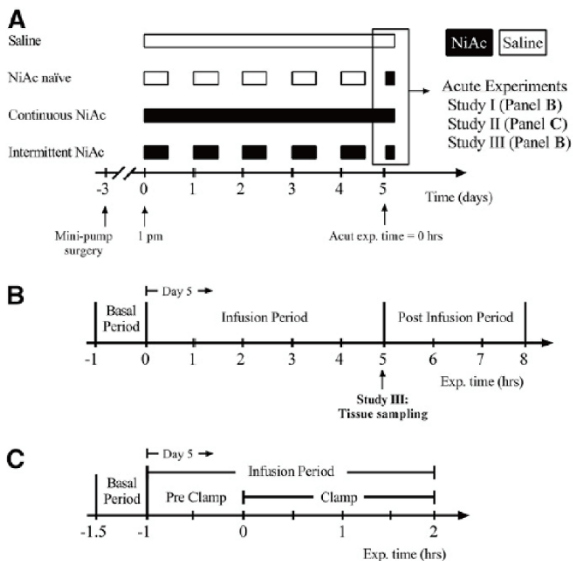 A
Saline
NiAc
Saline
NiAc naïve
Continuous NiAc
Intermittent NiAc
Acute Experiments
Study I (Panel B)
Study II (Panel C)
Study III (Panel B)
-3 0 1 2 3 4 5
Time (days)
Mini-pump
surgery
1 pm
Acut exp. time = 0 hrs
B
Day 5
Basal
Period
Infusion Period
Post Infusion Period
-1 0 1 2 3 4 5 6 7 8
Exp. time (hrs)
Study III:
Tissue sampling
C
Day 5
Infusion Period
Basal
Period
Pre Clamp
Clamp
-1.5 -1 0 1 2
Exp. time (hrs)